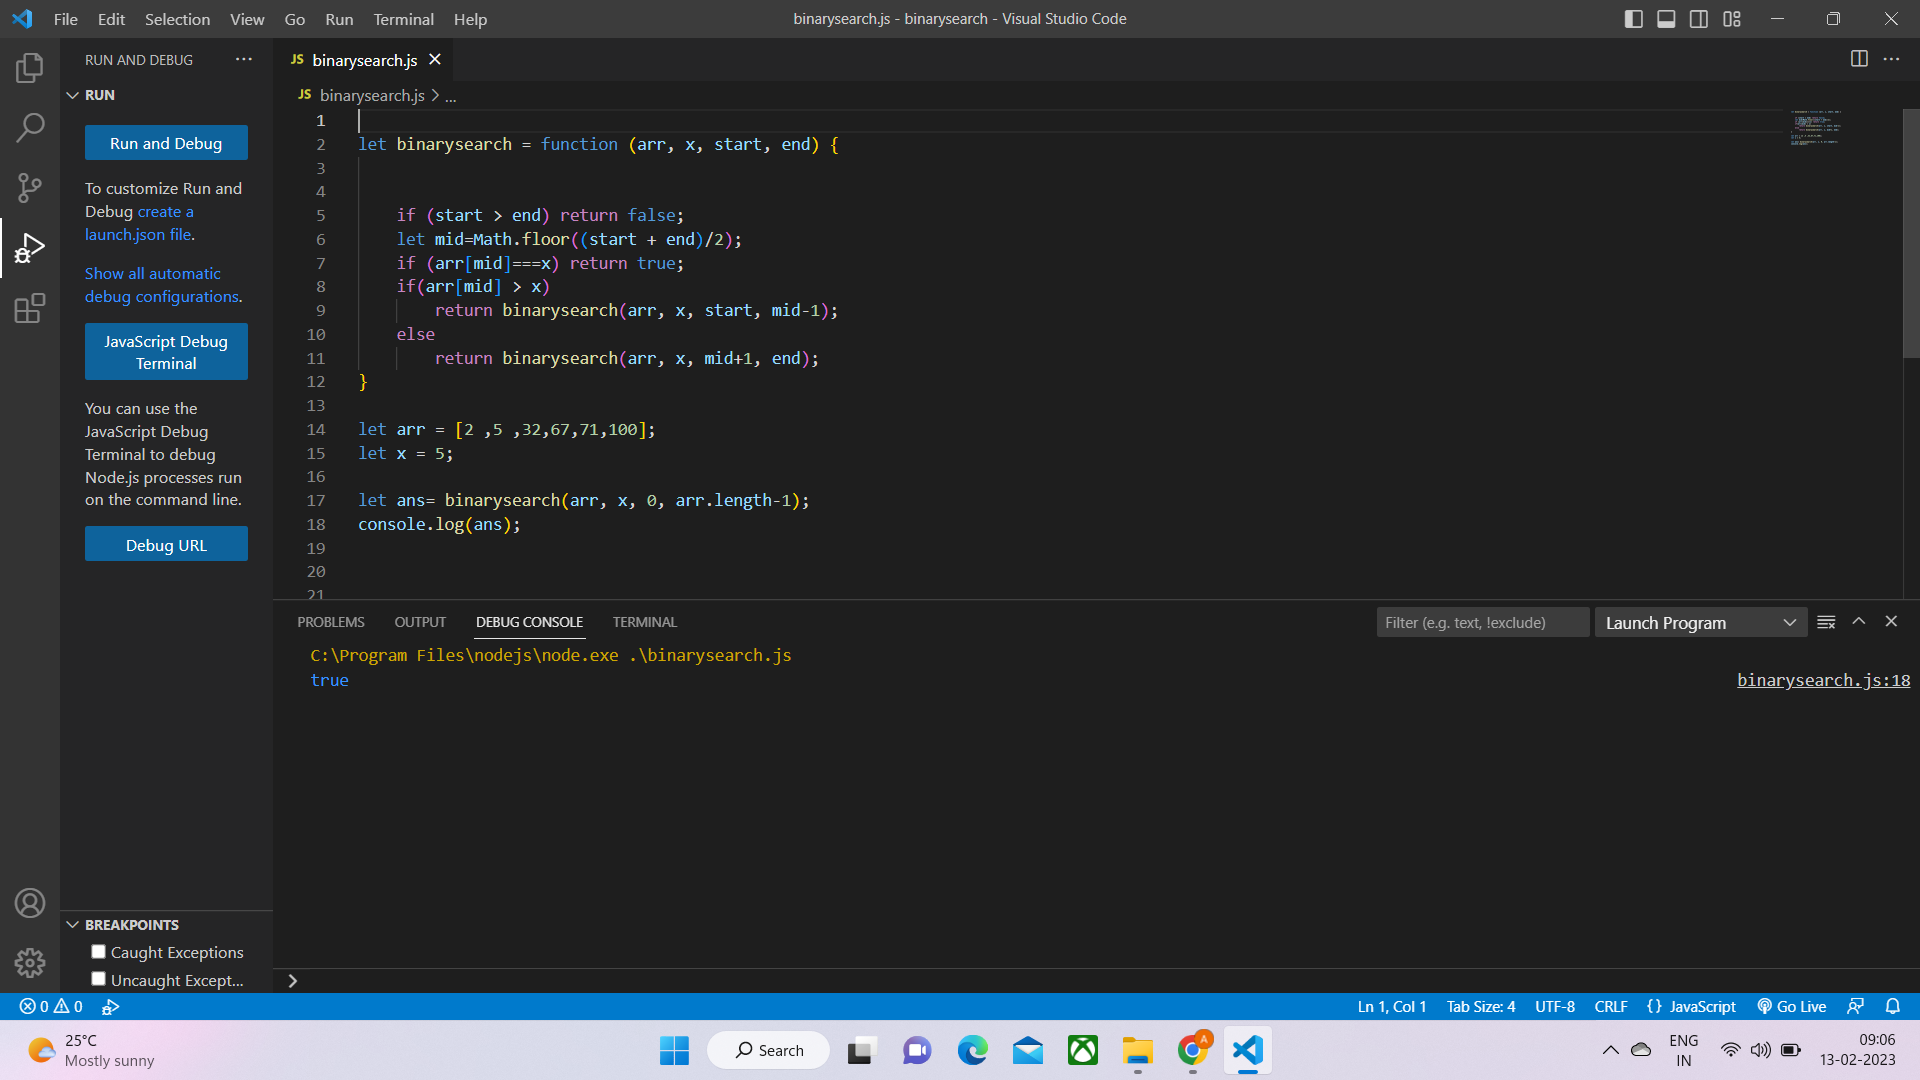 File Edit Selection View Go Run Terminal Help
binarysearch.js - binarysearch - Visual Studio Code
RUN AND DEBUG
RUN
Run and Debug
To customize Run and
Debug create a
launch.json file.
Show all automatic
debug configurations.
JavaScript Debug
Terminal
You can use the
JavaScript Debug
Terminal to debug
Node.js processes run
on the command line.
Debug URL
BREAKPOINTS
Caught Exceptions
Uncaught Except...
JS binarysearch.js
JS binarysearch.js > ...
1
2 let binarysearch = function (arr, x, start, end) {
3
4
5 if (start > end) return false;
6 let mid=Math.floor((start + end)/2);
7 if (arr[mid]===x) return true;
8 if(arr[mid] > x)
9 return binarysearch(arr, x, start, mid-1);
10 else
11 return binarysearch(arr, x, mid+1, end);
12 }
13
14 let arr = [2 ,5 ,32,67,71,100];
15 let x = 5;
16
17 let ans= binarysearch(arr, x, 0, arr.length-1);
18 console.log(ans);
19
20
21
PROBLEMS OUTPUT DEBUG CONSOLE TERMINAL
Filter (e.g. text, !exclude) Launch Program
C:\Program Files\nodejs\node.exe .\binarysearch.js
true binarysearch.js:18
0 0
Ln 1, Col 1 Tab Size: 4 UTF-8 CRLF {} JavaScript Go Live
25°C
Mostly sunny
Search
A
ENG
IN
09:06
13-02-2023